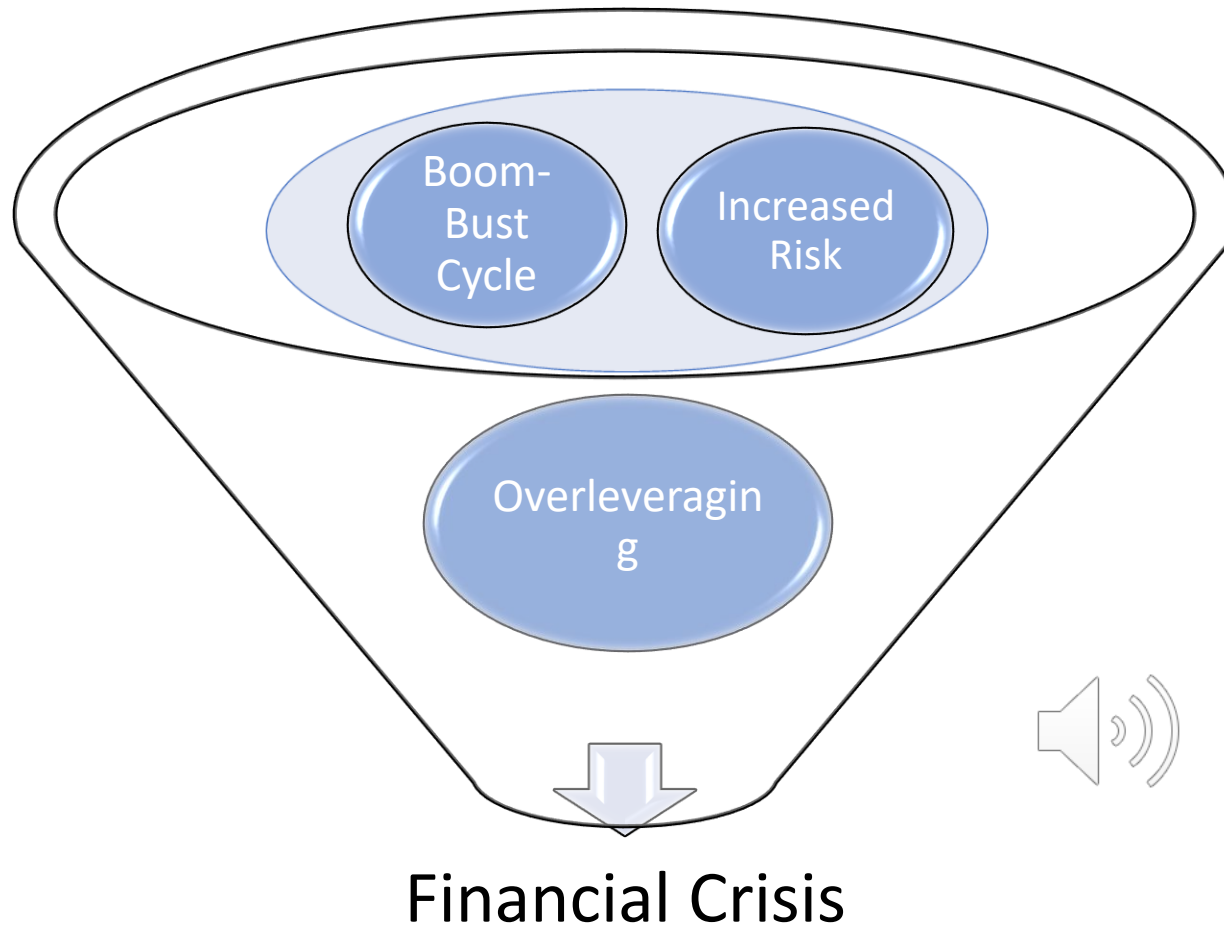 Boom-
Bust
Cycle
Increased
Risk
Overleveragin
g
Financial Crisis